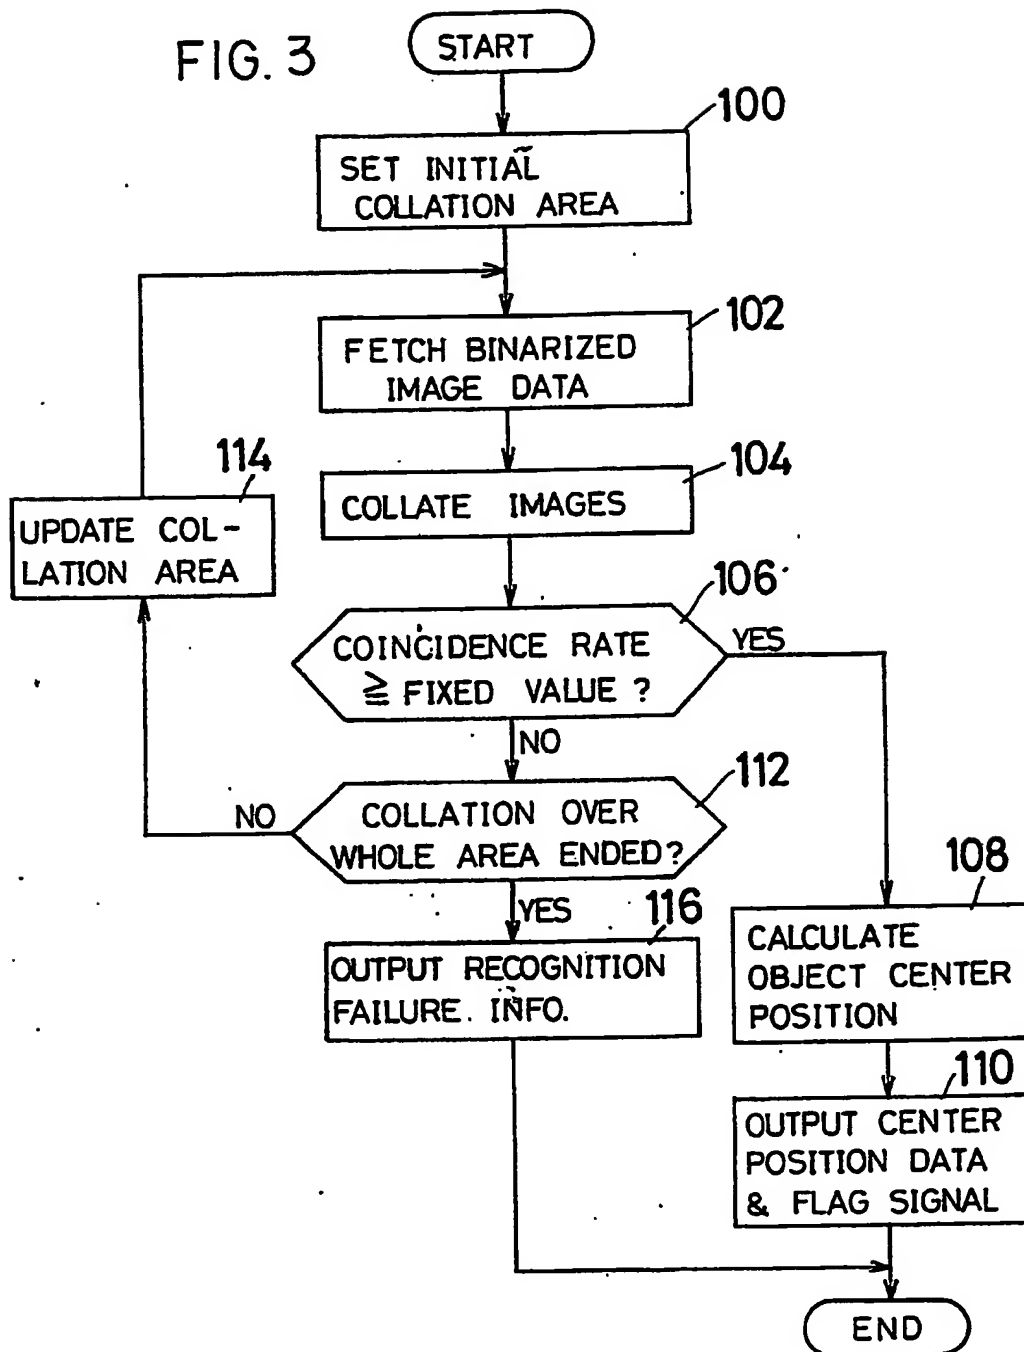 FIG. 3
START
100
SET INITIAL
COLLATION AREA
102
FETCH BINARIZED
IMAGE DATA
104
COLLATE IMAGES
114
UPDATE COL-
LATION AREA
106
COINCIDENCE RATE
≧ FIXED VALUE ?
YES
NO
112
COLLATION OVER
WHOLE AREA ENDED?
NO
YES
116
OUTPUT RECOGNITION
FAILURE. INFO.
108
CALCULATE
OBJECT CENTER
POSITION
110
OUTPUT CENTER
POSITION DATA
& FLAG SIGNAL
END